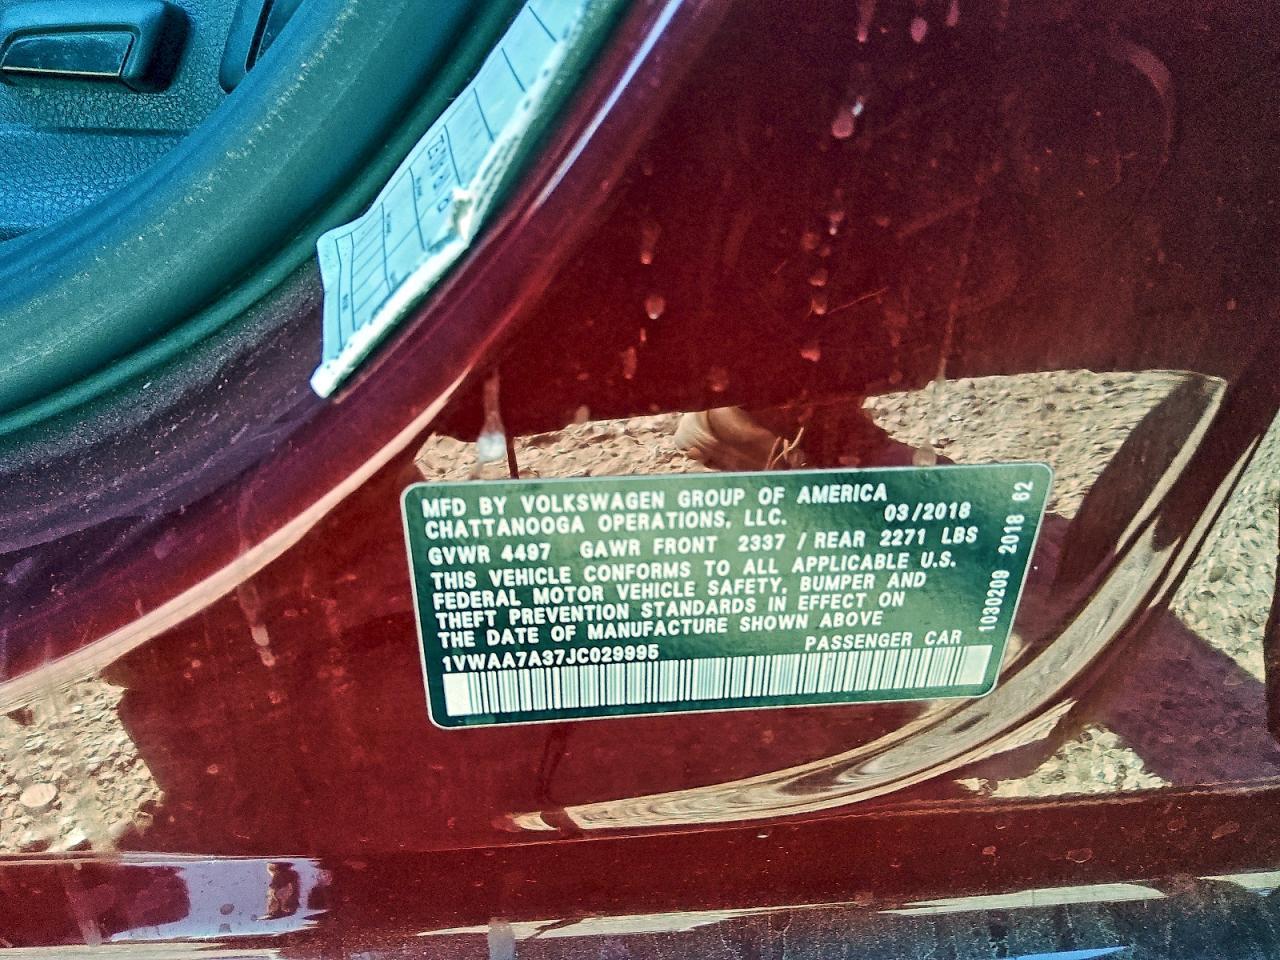 MFD BY VOLKSWAGEN GROUP OF AMERICA
CHATTANOOGA OPERATIONS, LLC. 03/2018
GVWR 4497 GAWR FRONT 2337 / REAR 2271 LBS
THIS VEHICLE CONFORMS TO ALL APPLICABLE U.S.
FEDERAL MOTOR VEHICLE SAFETY, BUMPER AND
THEFT PREVENTION STANDARDS IN EFFECT ON
THE DATE OF MANUFACTURE SHOWN ABOVE
PASSENGER CAR
1VWAA7A37JC029995
1030209 2018 62